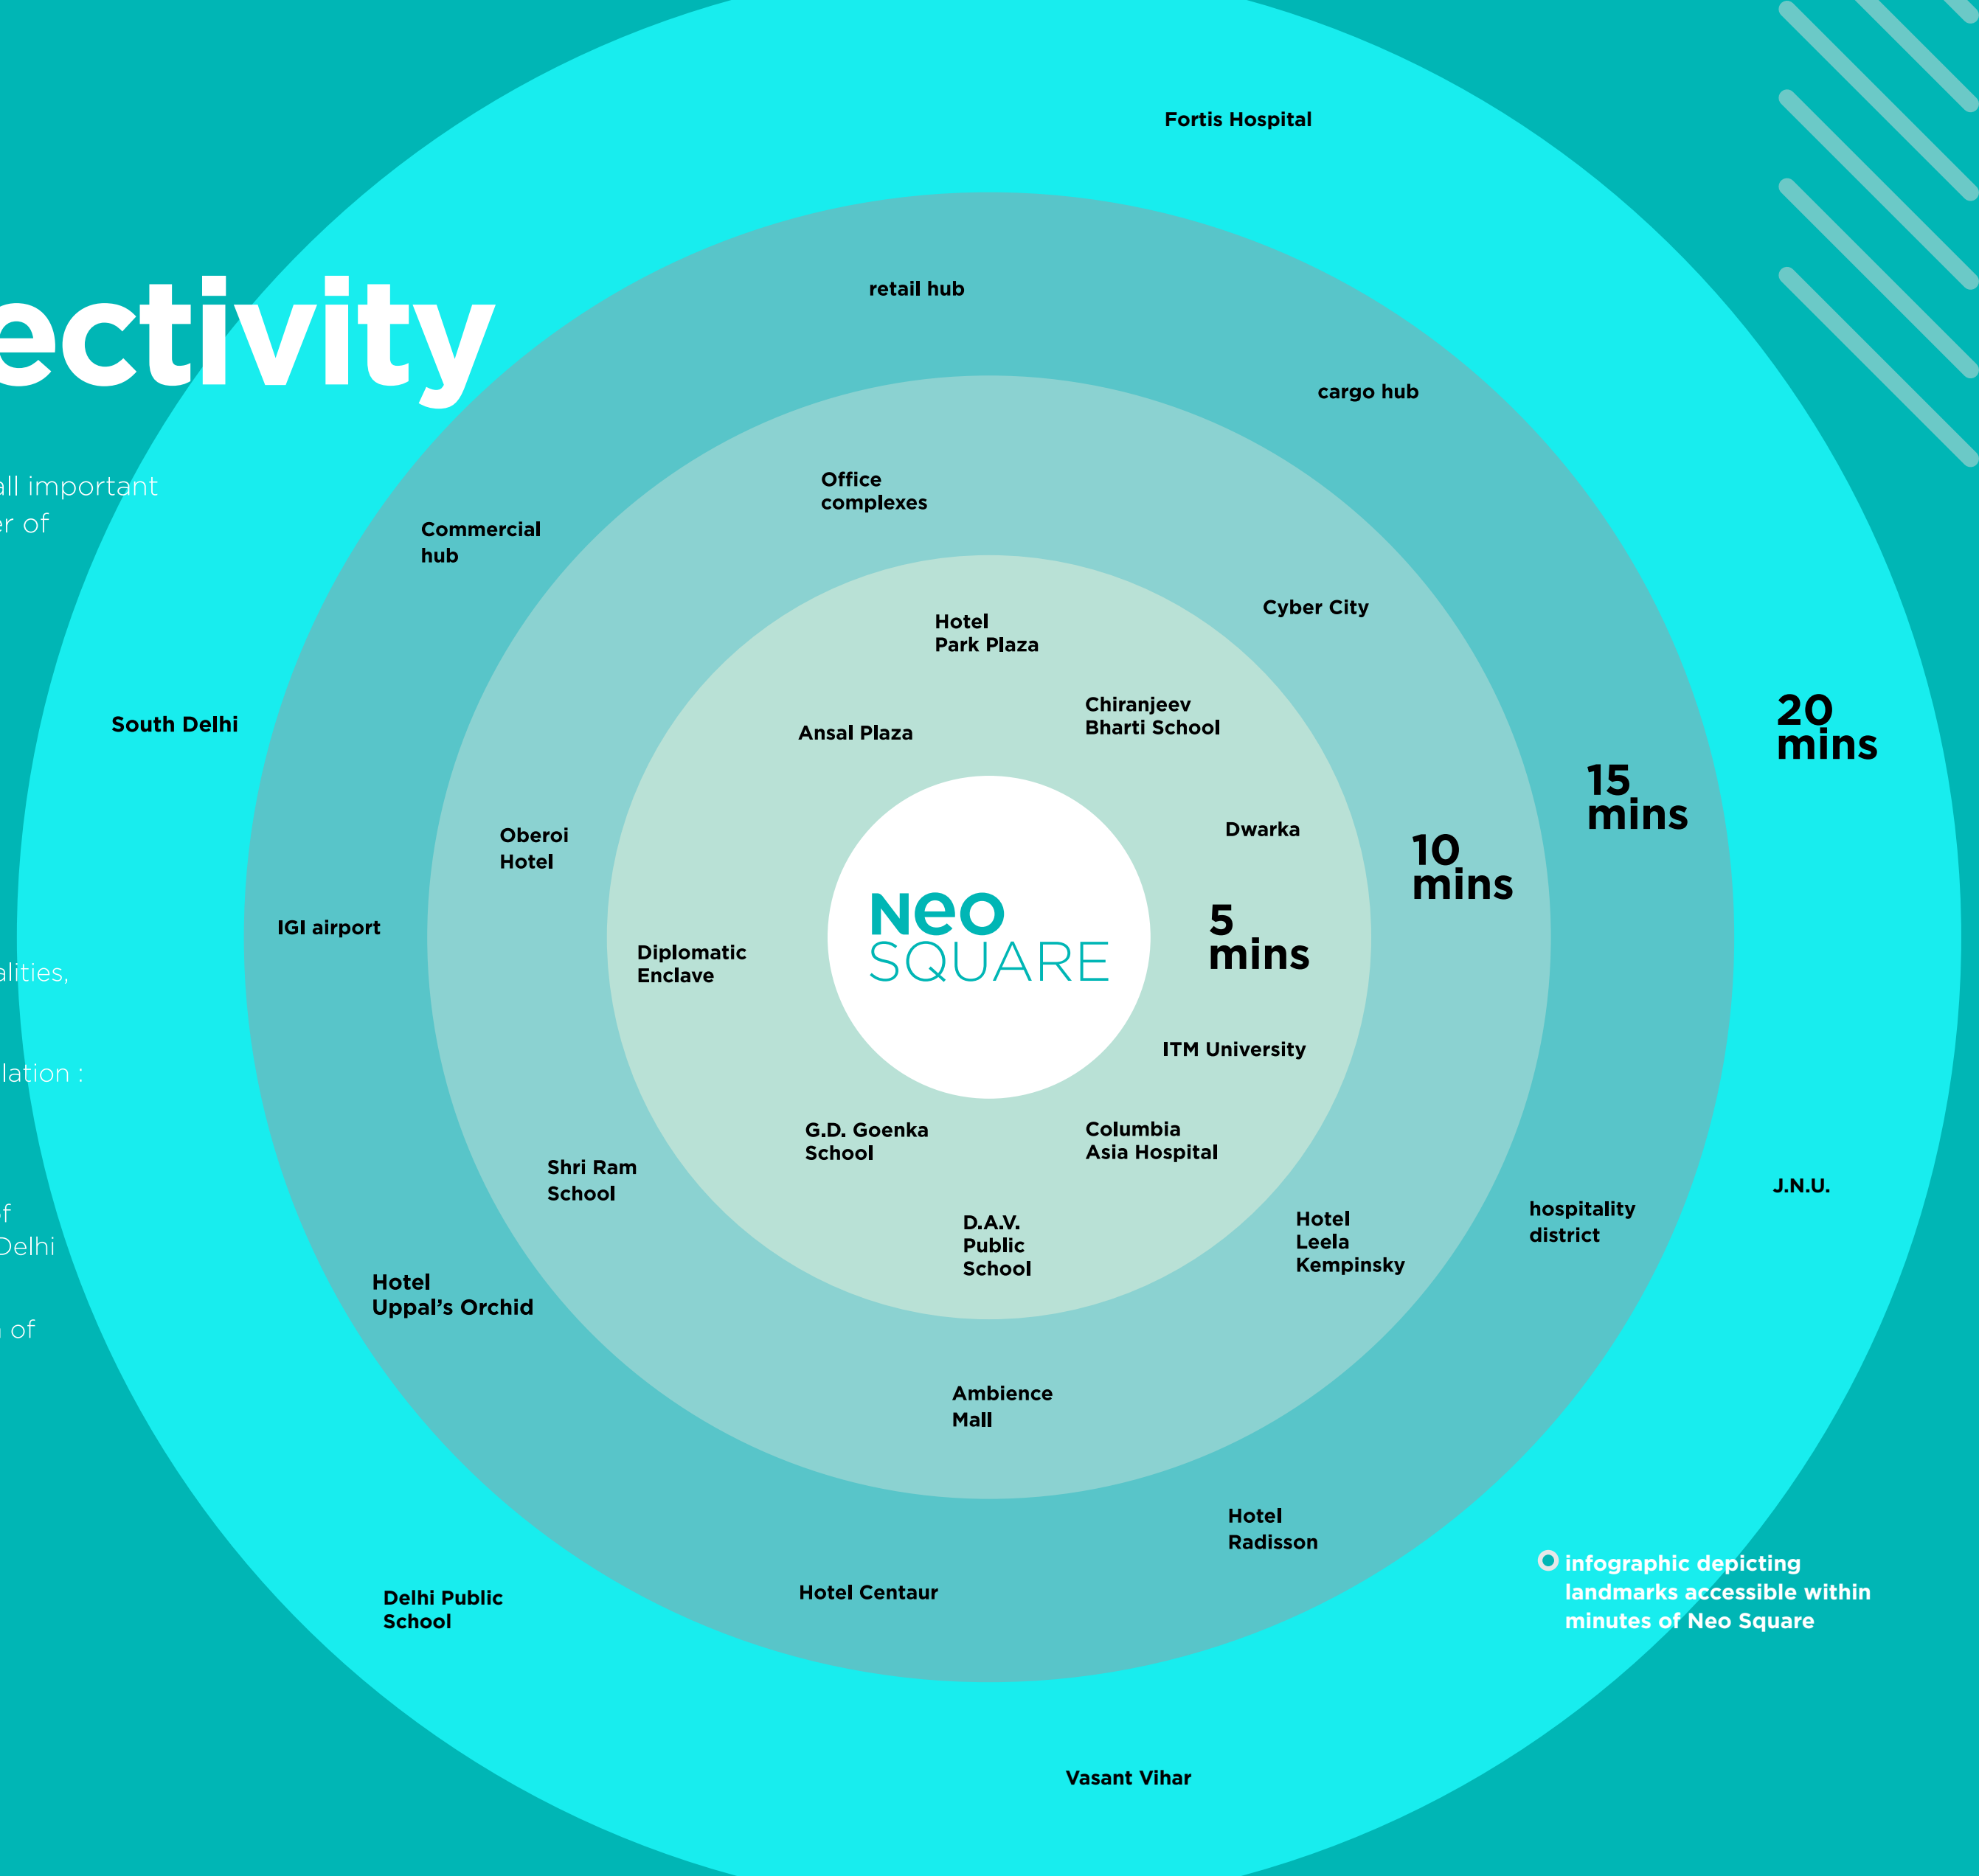 ectivity
all important
er of
alities,
lation :
of
Delhi
n of
Fortis Hospital
retail hub
cargo hub
Office
complexes
Commercial
hub
Cyber City
Hotel
Park Plaza
Chiranjeev
Bharti School
Ansal Plaza
South Delhi
20
mins
15
mins
10
mins
5
mins
Dwarka
Oberoi
Hotel
IGI airport
Diplomatic
Enclave
Neo
SQUARE
ITM University
G.D. Goenka
School
Columbia
Asia Hospital
Shri Ram
School
D.A.V.
Public
School
Hotel
Leela
Kempinsky
hospitality
district
J.N.U.
Hotel
Uppal’s Orchid
Ambience
Mall
Hotel
Radisson
Hotel Centaur
Delhi Public
School
infographic depicting
landmarks accessible within
minutes of Neo Square
Vasant Vihar